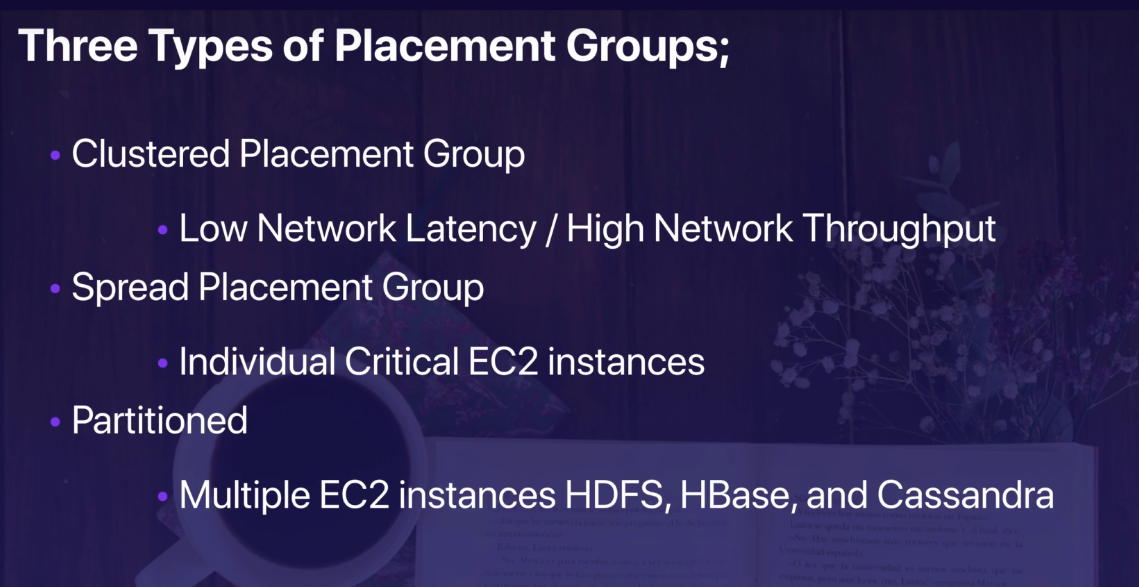 Three Types of Placement Groups;
• Clustered Placement Group
• Low Network Latency / High Network Throughput
• Spread Placement Group
• Individual Critical EC2 instances
• Partitioned
• Multiple EC2 instances HDFS, HBase, and Cassandra